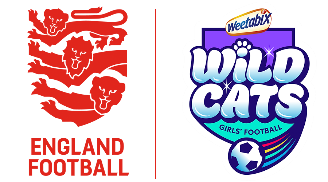 ENGLAND
FOOTBALL
Weetabix
WiLD
CATS
GIRLS' FOOTBALL